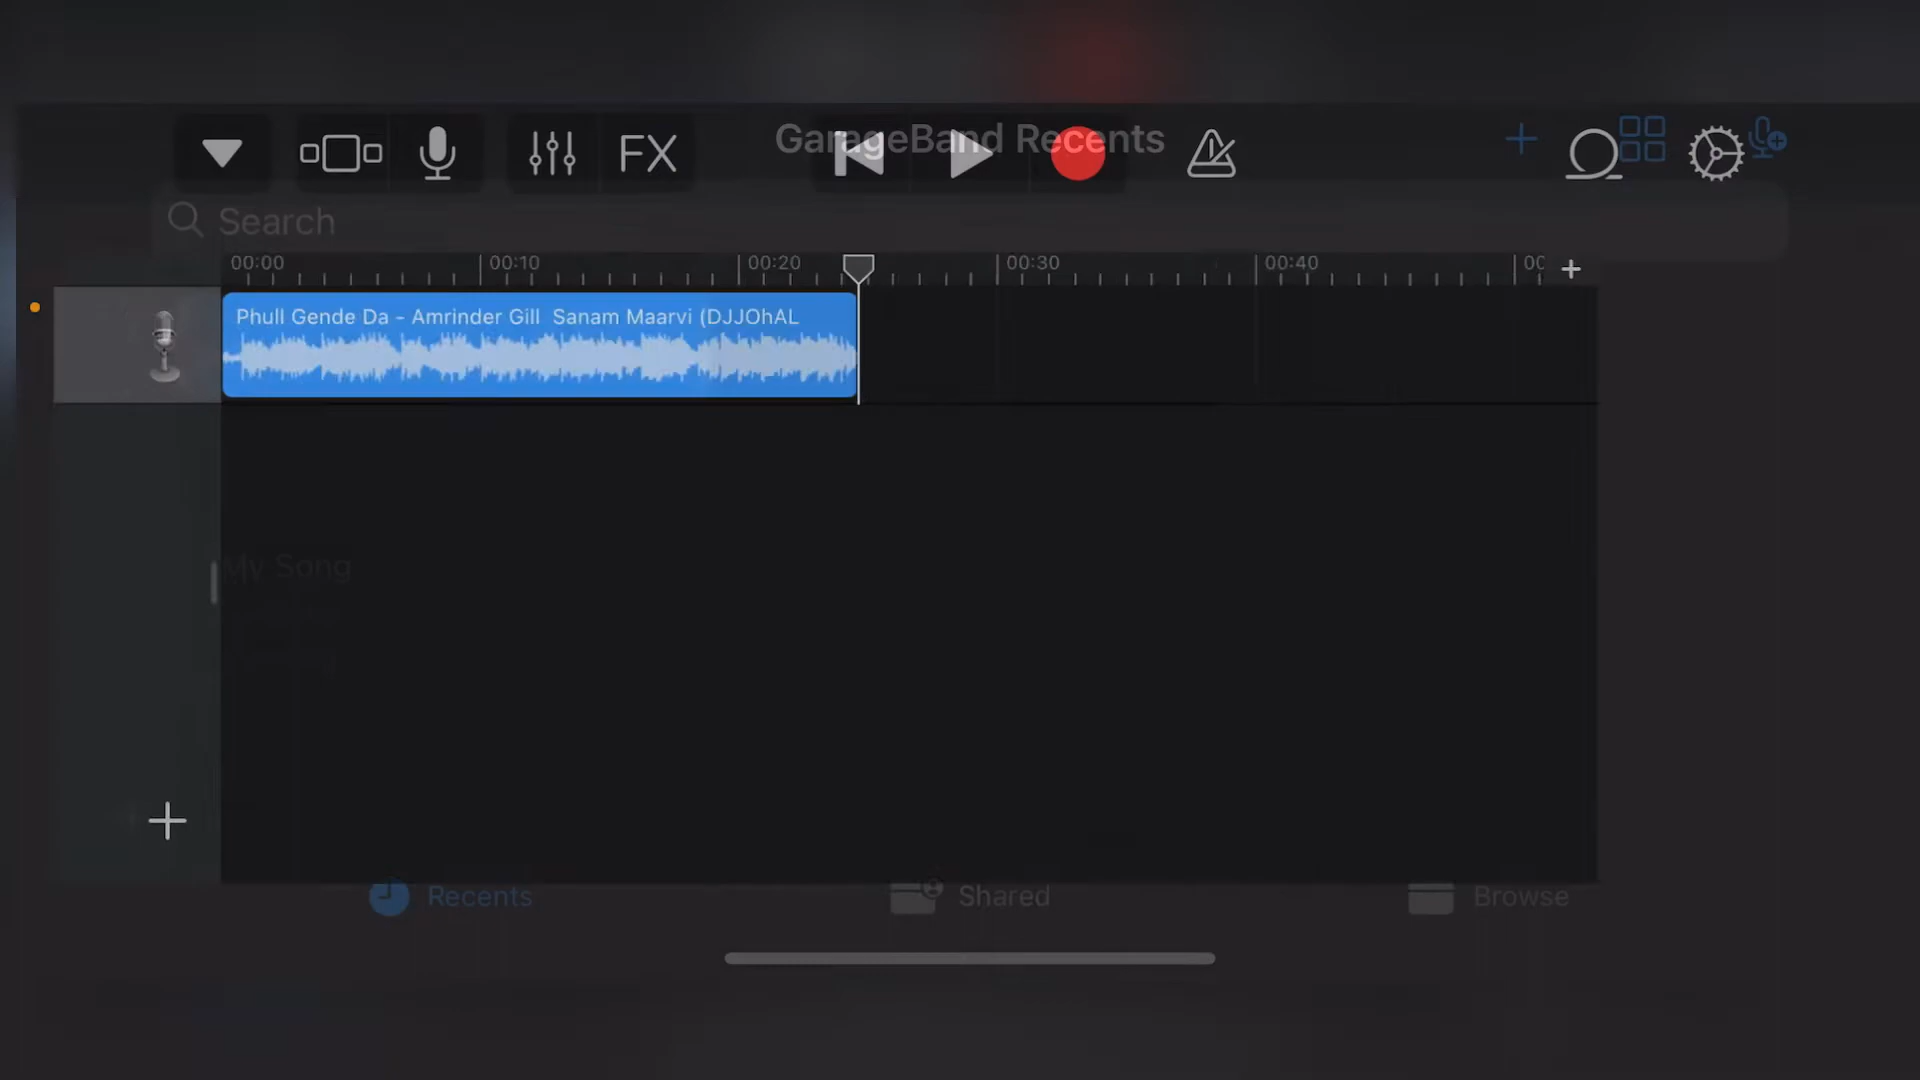 FX
GarageBand Recents
Search
00:00
00:10
00:20
00:30
00:40
Phull Gende Da - Amrinder Gill  Sanam Maarvi (DJJOhAL
My Song
Recents
Shared
Browse